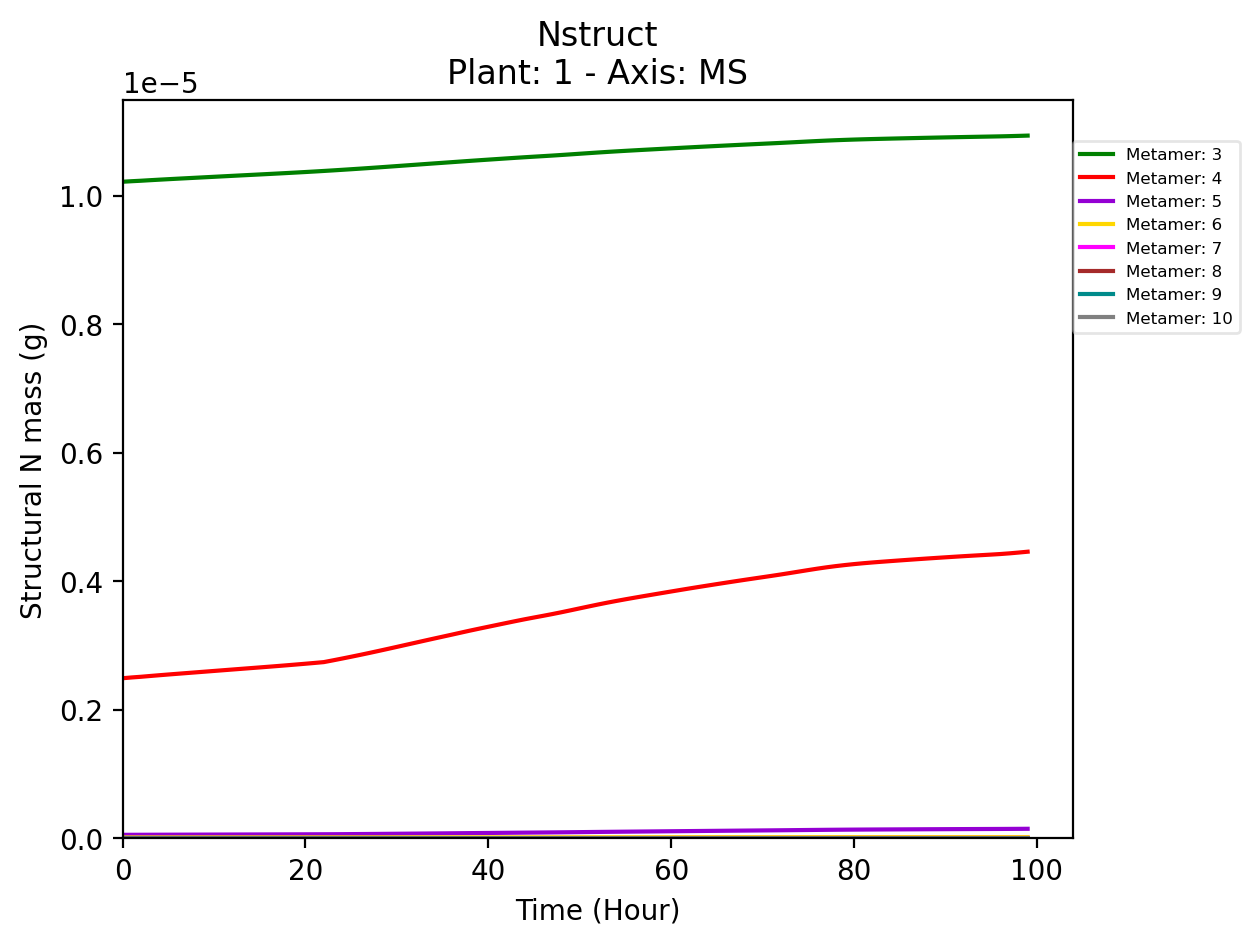 Nstruct
Plant: 1 - Axis: MS
1e−5
1.0
0.8
0.6
0.4
0.2
0.0
Structural N mass (g)
0 20 40 60 80 100
Time (Hour)
Metamer: 3
Metamer: 4
Metamer: 5
Metamer: 6
Metamer: 7
Metamer: 8
Metamer: 9
Metamer: 10